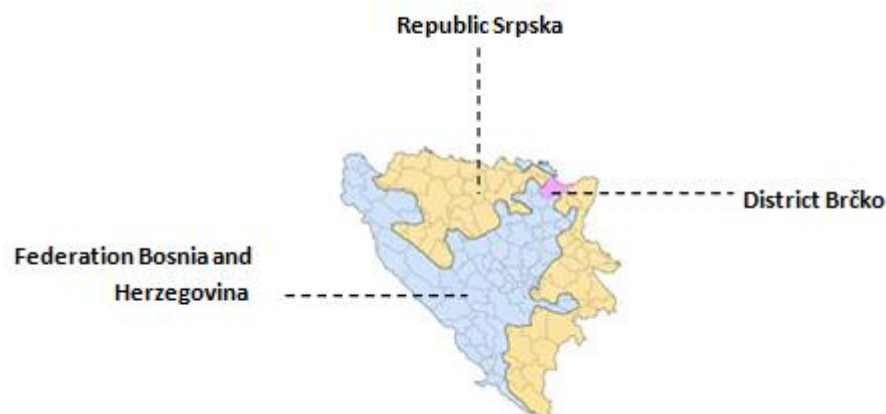 Republic Srpska
District Brčko
Federation Bosnia and
Herzegovina